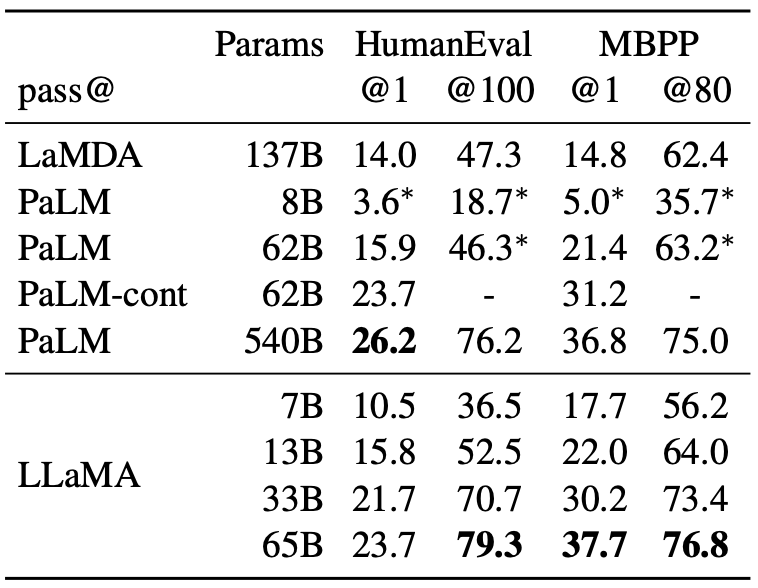 Params HumanEval MBPP
pass@ @1 @100 @1 @80
LaMDA 137B 14.0 47.3 14.8 62.4
PaLM 8B 3.6* 18.7* 5.0* 35.7*
PaLM 62B 15.9 46.3* 21.4 63.2*
PaLM-cont 62B 23.7 - 31.2 -
PaLM 540B 26.2 76.2 36.8 75.0
7B 10.5 36.5 17.7 56.2
13B 15.8 52.5 22.0 64.0
LLaMA
33B 21.7 70.7 30.2 73.4
65B 23.7 79.3 37.7 76.8